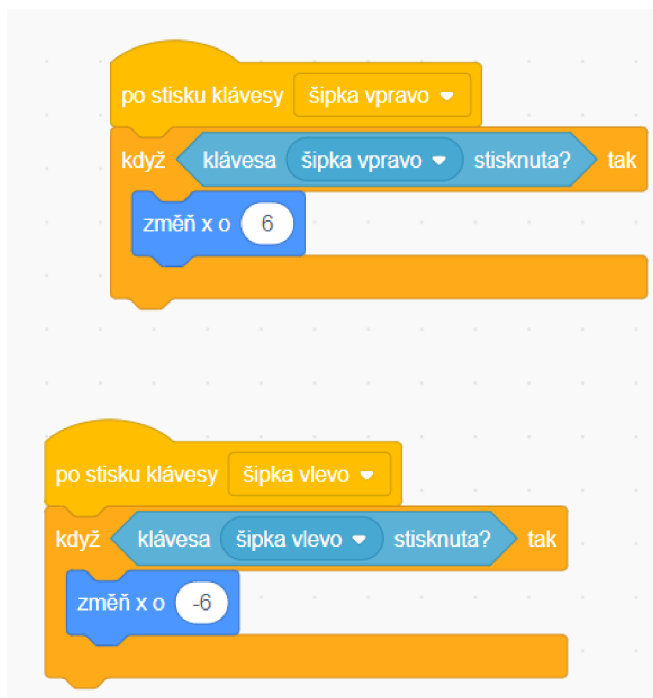 po stisku klávesy šipka vpravo
když klávesa šipka vpravo stisknuta? tak
změň x o 6
po stisku klávesy šipka vlevo
když klávesa šipka vlevo stisknuta? tak
změň x o -6